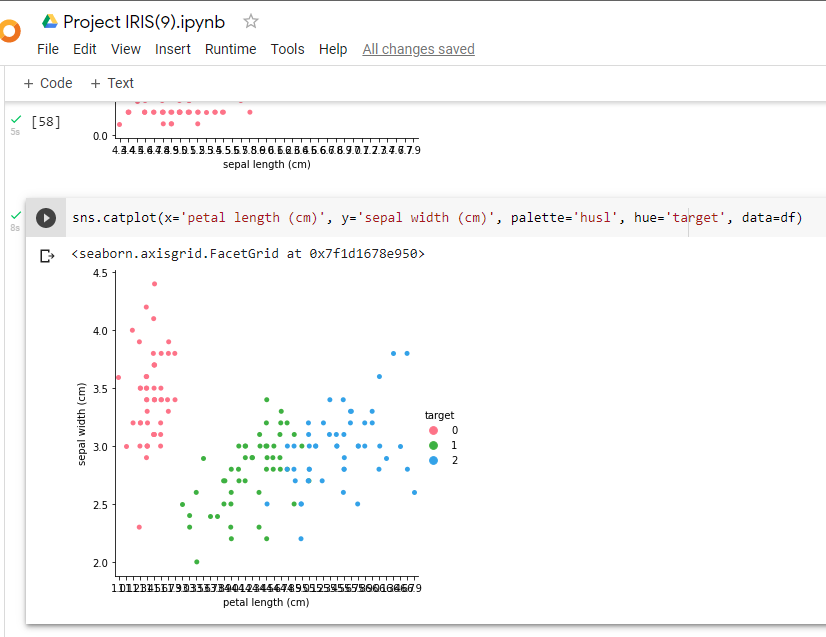 Project IRIS(9).ipynb
File Edit View Insert Runtime Tools Help All changes saved
+ Code + Text
[58]
5s
0.0
sepal length (cm)
8s
sns.catplot(x='petal length (cm)', y='sepal width (cm)', palette='husl', hue='target', data=df)
<seaborn.axisgrid.FacetGrid at 0x7f1d1678e950>
4.5
4.0
3.5
3.0
2.5
2.0
sepal width (cm)
target
0
1
2
petal length (cm)